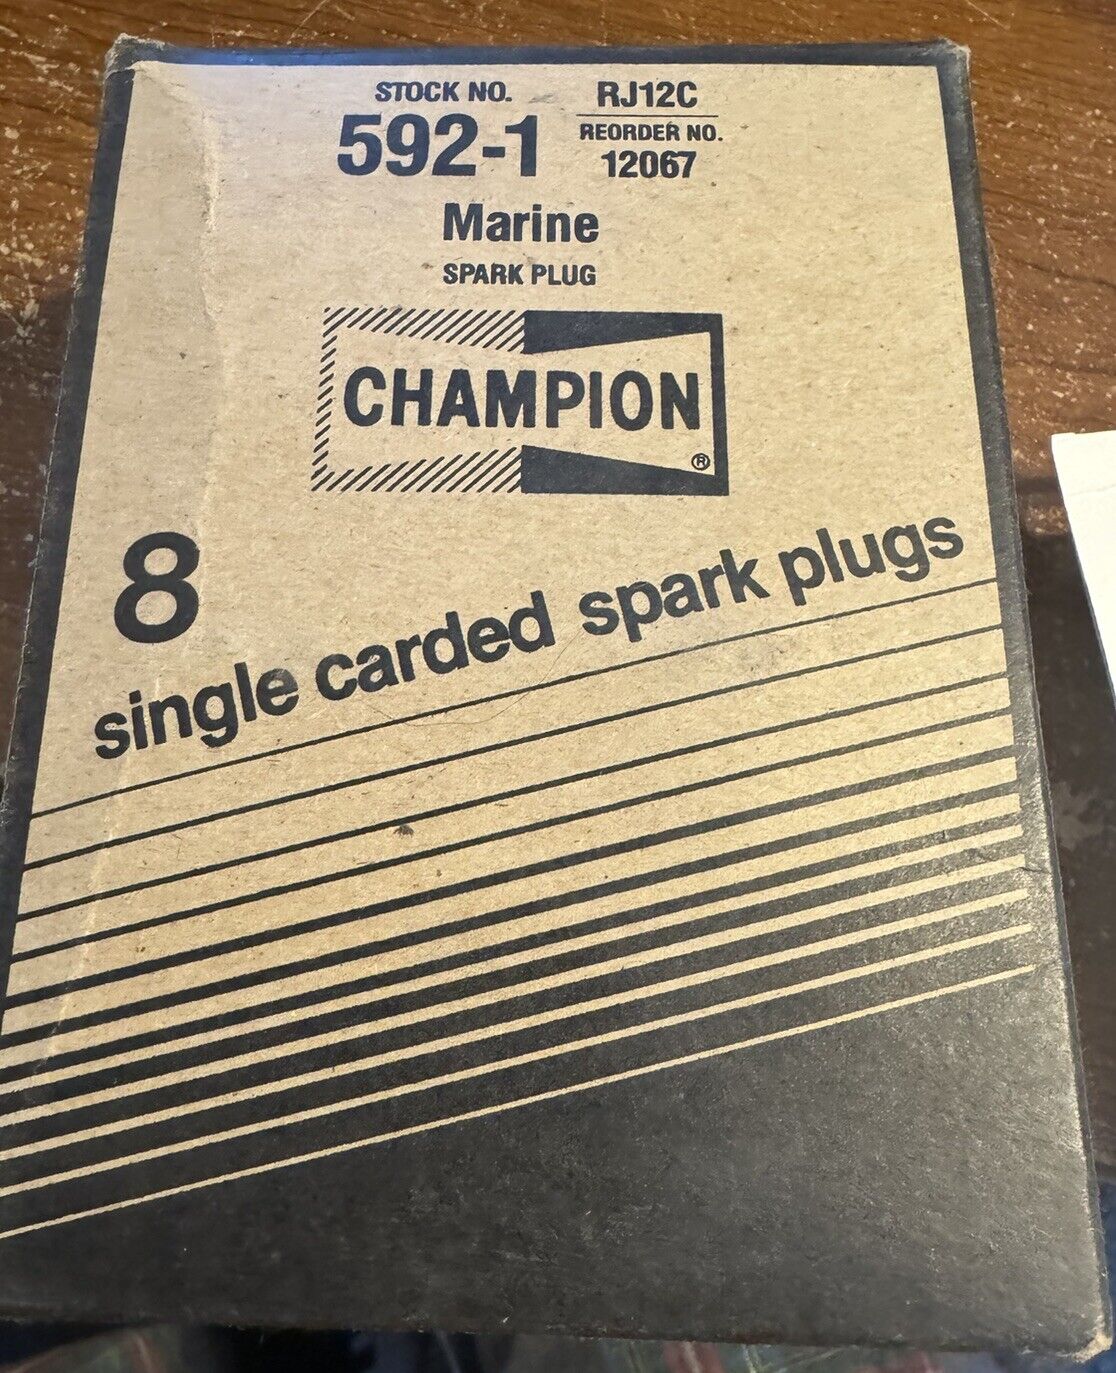 STOCK NO.
592-1
RJ12C
REORDER NO.
12067
Marine
SPARK PLUG
CHAMPION
®
8
single carded spark plugs